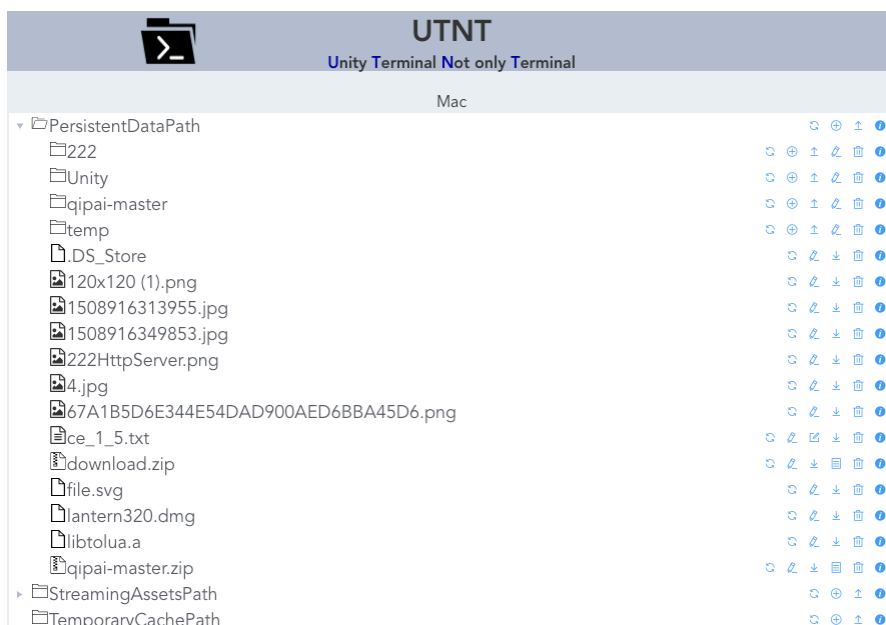 UTNT
Unity Terminal Not only Terminal
Mac
PersistentDataPath
222
Unity
qipai-master
temp
.DS_Store
120x120 (1).png
1508916313955.jpg
1508916349853.jpg
222HttpServer.png
4.jpg
67A1B5D6E344E54DAD900AED6BBA45D6.png
ce_1_5.txt
download.zip
file.svg
lantern320.dmg
libtolua.a
qipai-master.zip
StreamingAssetsPath
TemporaryCachePath